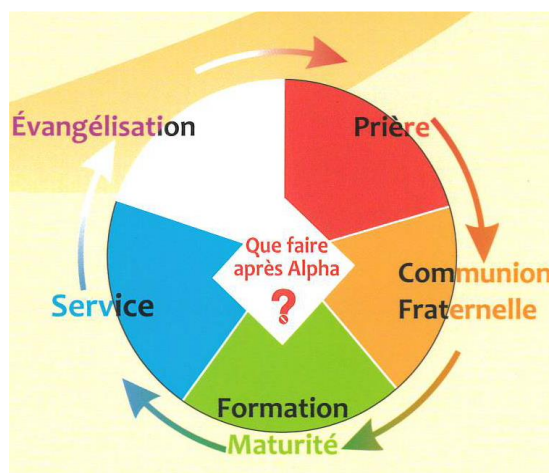 Évangélisation
Prière
Que faire
après Alpha
?
Communion
Fraternelle
Service
Formation
Maturité